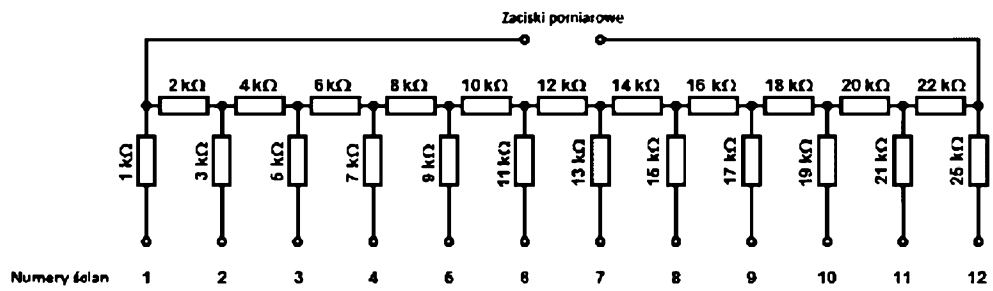 Zaciski pomiarowe
2 kΩ 4 kΩ 6 kΩ 8 kΩ 10 kΩ 12 kΩ 14 kΩ 16 kΩ 18 kΩ 20 kΩ 22 kΩ
1 kΩ 3 kΩ 5 kΩ 7 kΩ 9 kΩ 11 kΩ 13 kΩ 15 kΩ 17 kΩ 19 kΩ 21 kΩ 25 kΩ
Numery ścian 1 2 3 4 5 6 7 8 9 10 11 12